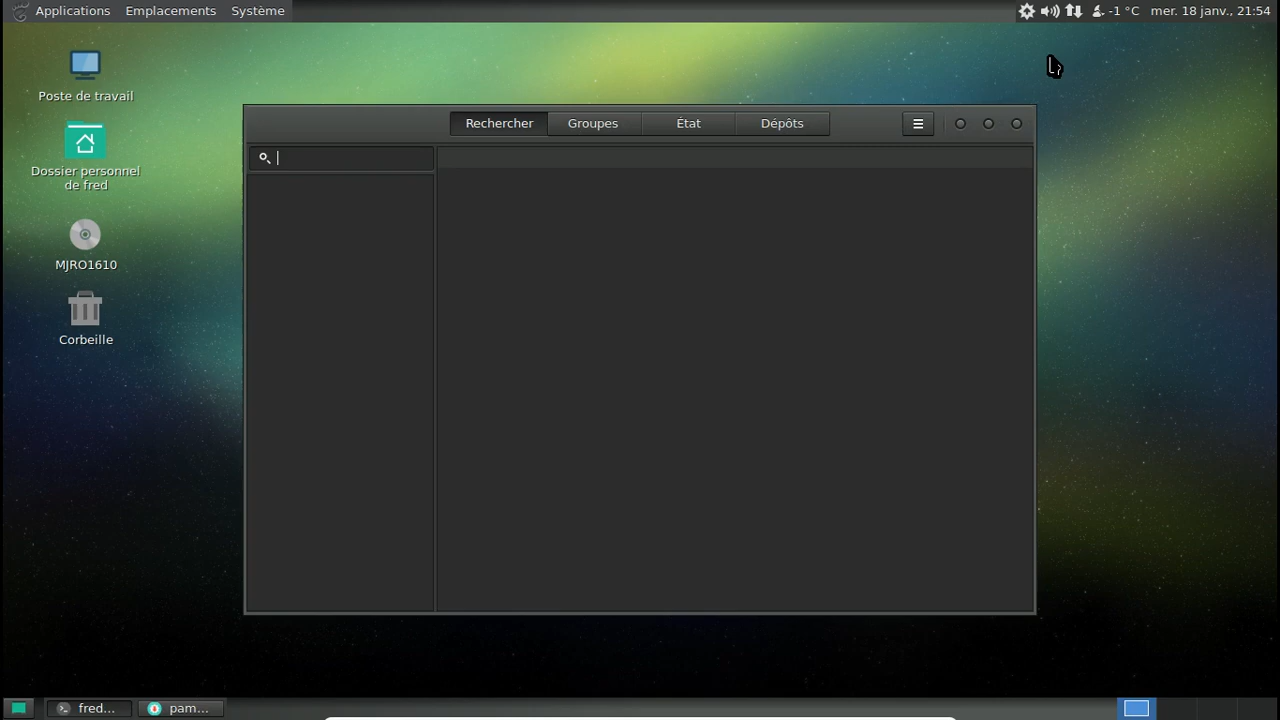 Applications Emplacements Système
-1 °C mer. 18 janv., 21:54
Poste de travail
Dossier personnel
de fred
MJRO1610
Corbeille
Rechercher Groupes État Dépôts
fred... pam...